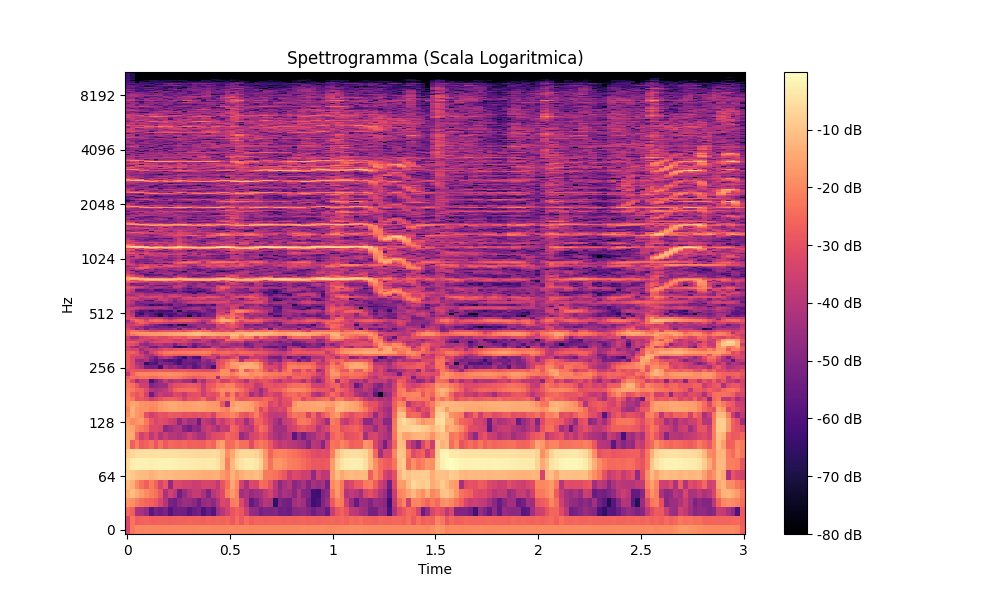 Spettrogramma (Scala Logaritmica)
8192
4096
2048
1024
512
256
128
64
0
Hz
0
0.5
1
1.5
2
2.5
3
Time
-10 dB
-20 dB
-30 dB
-40 dB
-50 dB
-60 dB
-70 dB
-80 dB